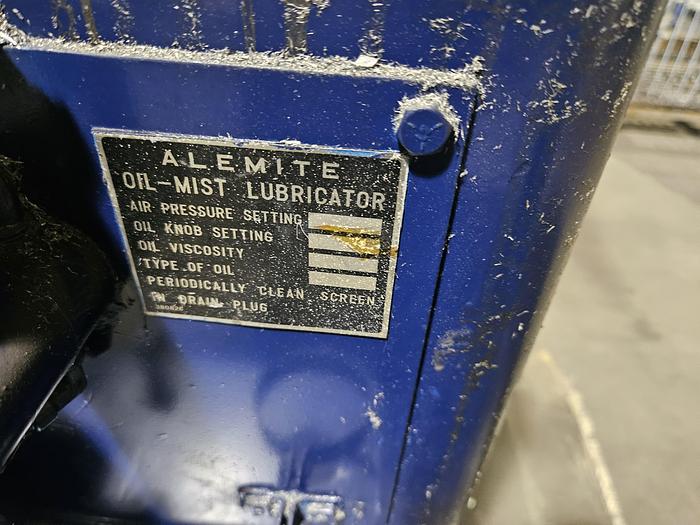 ALEMITE
OIL-MIST LUBRICATOR
AIR PRESSURE SETTING
OIL KNOB SETTING
OIL VISCOSITY
TYPE OF OIL
PERIODICALLY CLEAN SCREEN
IN DRAIN PLUG